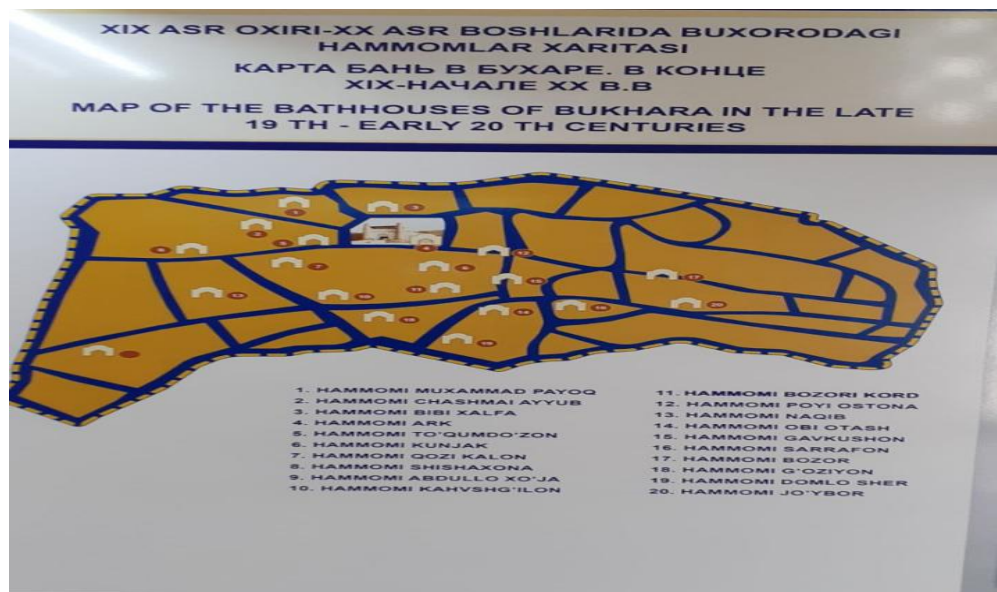 XIX ASR OXIRI-XX ASR BOSHLARIDA BUXORODAGI
HAMMOMLAR XARITASI
КАРТА БАНЬ В БУХАРЕ. В КОНЦЕ
XIX-НАЧАЛЕ XX В.В
MAP OF THE BATHHOUSES OF BUKHARA IN THE LATE
19 TH - EARLY 20 TH CENTURIES
1. HAMMOMI MUXAMMAD PAYOQ
2. HAMMOMI CHASHMAI AYYUB
3. HAMMOMI BIBI XALFA
4. HAMMOMI ARK
5. HAMMOMI TO'QUMDO'ZON
6. HAMMOMI KUNJAK
7. HAMMOMI QOZI KALON
8. HAMMOMI SHISHAXONA
9. HAMMOMI ABDULLO XO'JA
10. HAMMOMI KAHVSHG'ILON
11. HAMMOMI BOZORI KORD
12. HAMMOMI POYI OSTONA
13. HAMMOMI NAQIB
14. HAMMOMI OBI OTASH
15. HAMMOMI GAVKUSHON
16. HAMMOMI SARRAFON
17. HAMMOMI BOZOR
18. HAMMOMI G'OZIYON
19. HAMMOMI DOMLO SHER
20. HAMMOMI JO'YBOR